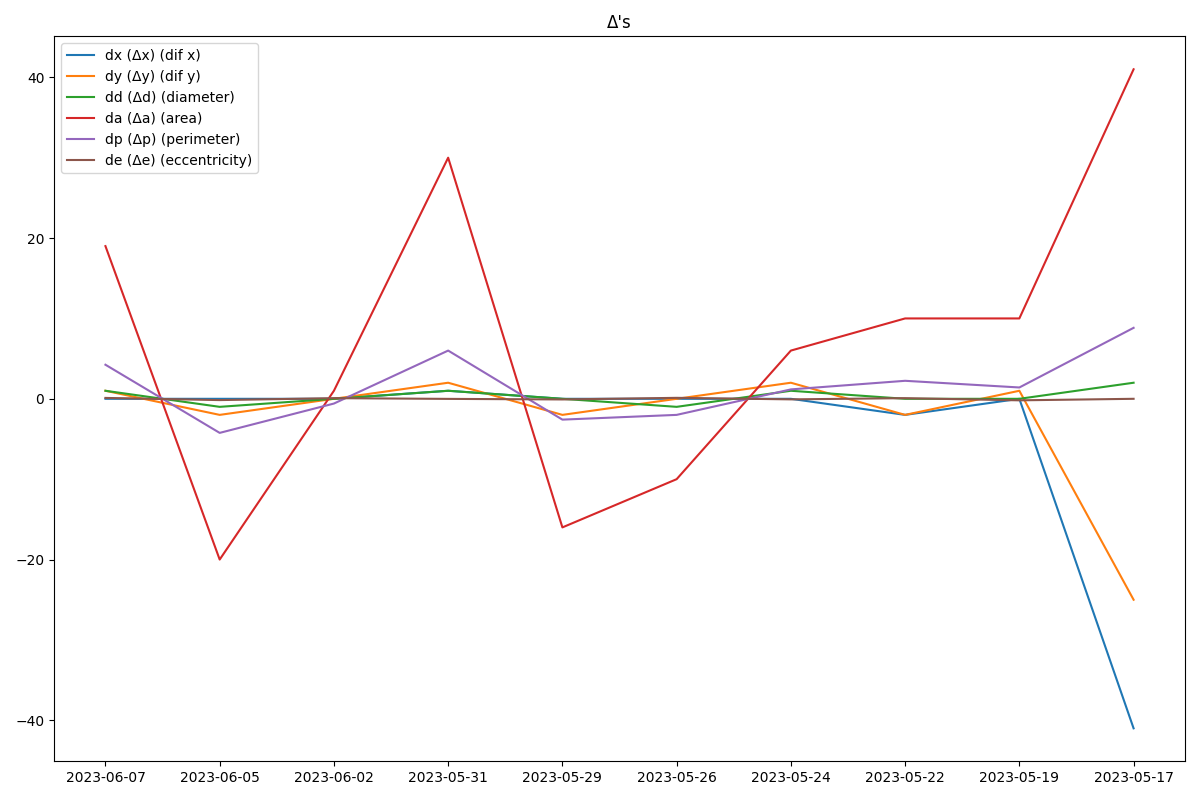 Δ's
dx (Δx) (dif x)
dy (Δy) (dif y)
dd (Δd) (diameter)
da (Δa) (area)
dp (Δp) (perimeter)
de (Δe) (eccentricity)
40
20
0
−20
−40
2023-06-07 2023-06-05 2023-06-02 2023-05-31 2023-05-29 2023-05-26 2023-05-24 2023-05-22 2023-05-19 2023-05-17